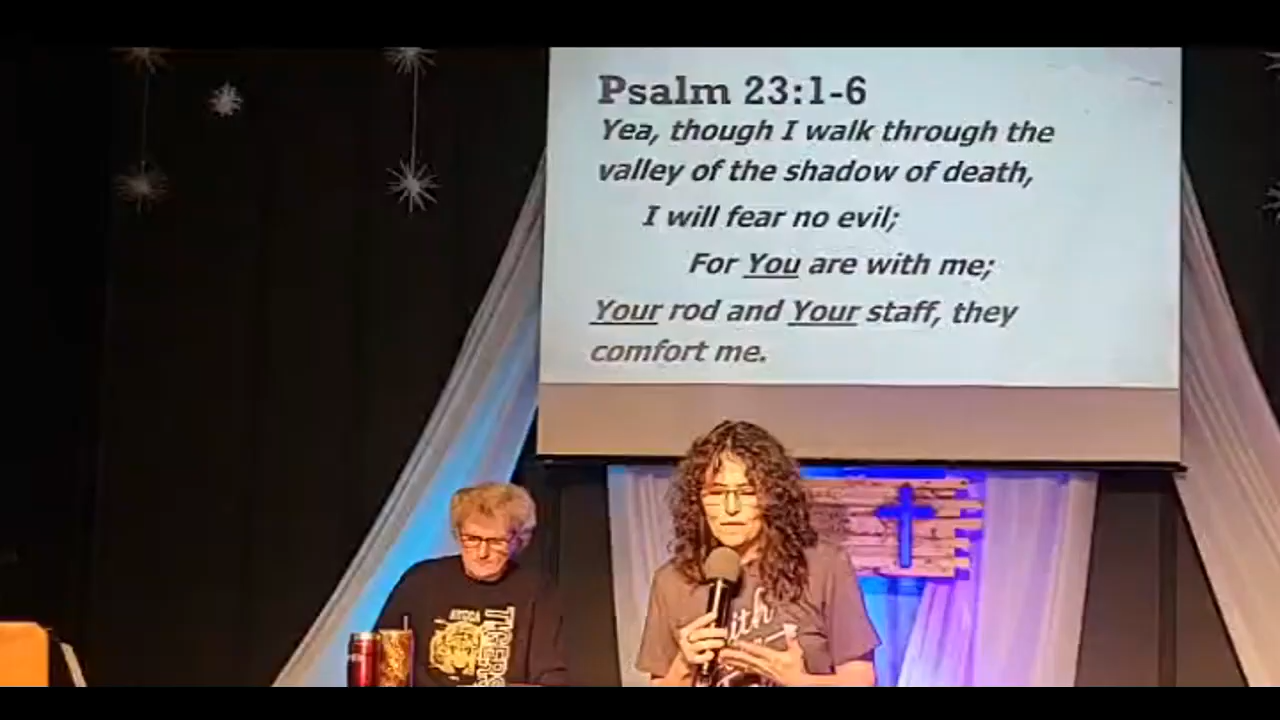 Psalm 23:1-6
Yea, though I walk through the
valley of the shadow of death,
I will fear no evil;
For You are with me;
Your rod and Your staff, they
comfort me.
TIGERS